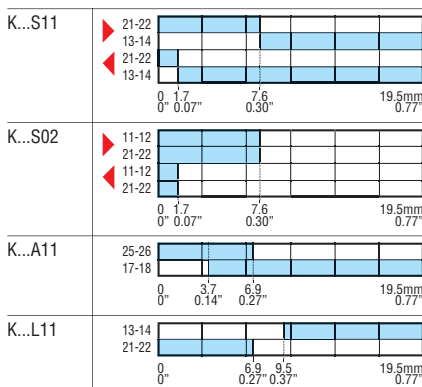 K...S11
21-22
13-14
21-22
13-14
0 1.7 7.6 19.5mm
0" 0.07" 0.30" 0.77"
K...S02
11-12
21-22
11-12
21-22
0 1.7 7.6 19.5mm
0" 0.07" 0.30" 0.77"
K...A11
25-26
17-18
0 3.7 6.9 19.5mm
0" 0.14" 0.27" 0.77"
K...L11
13-14
21-22
0 6.9 9.5 19.5mm
0" 0.27" 0.37" 0.77"